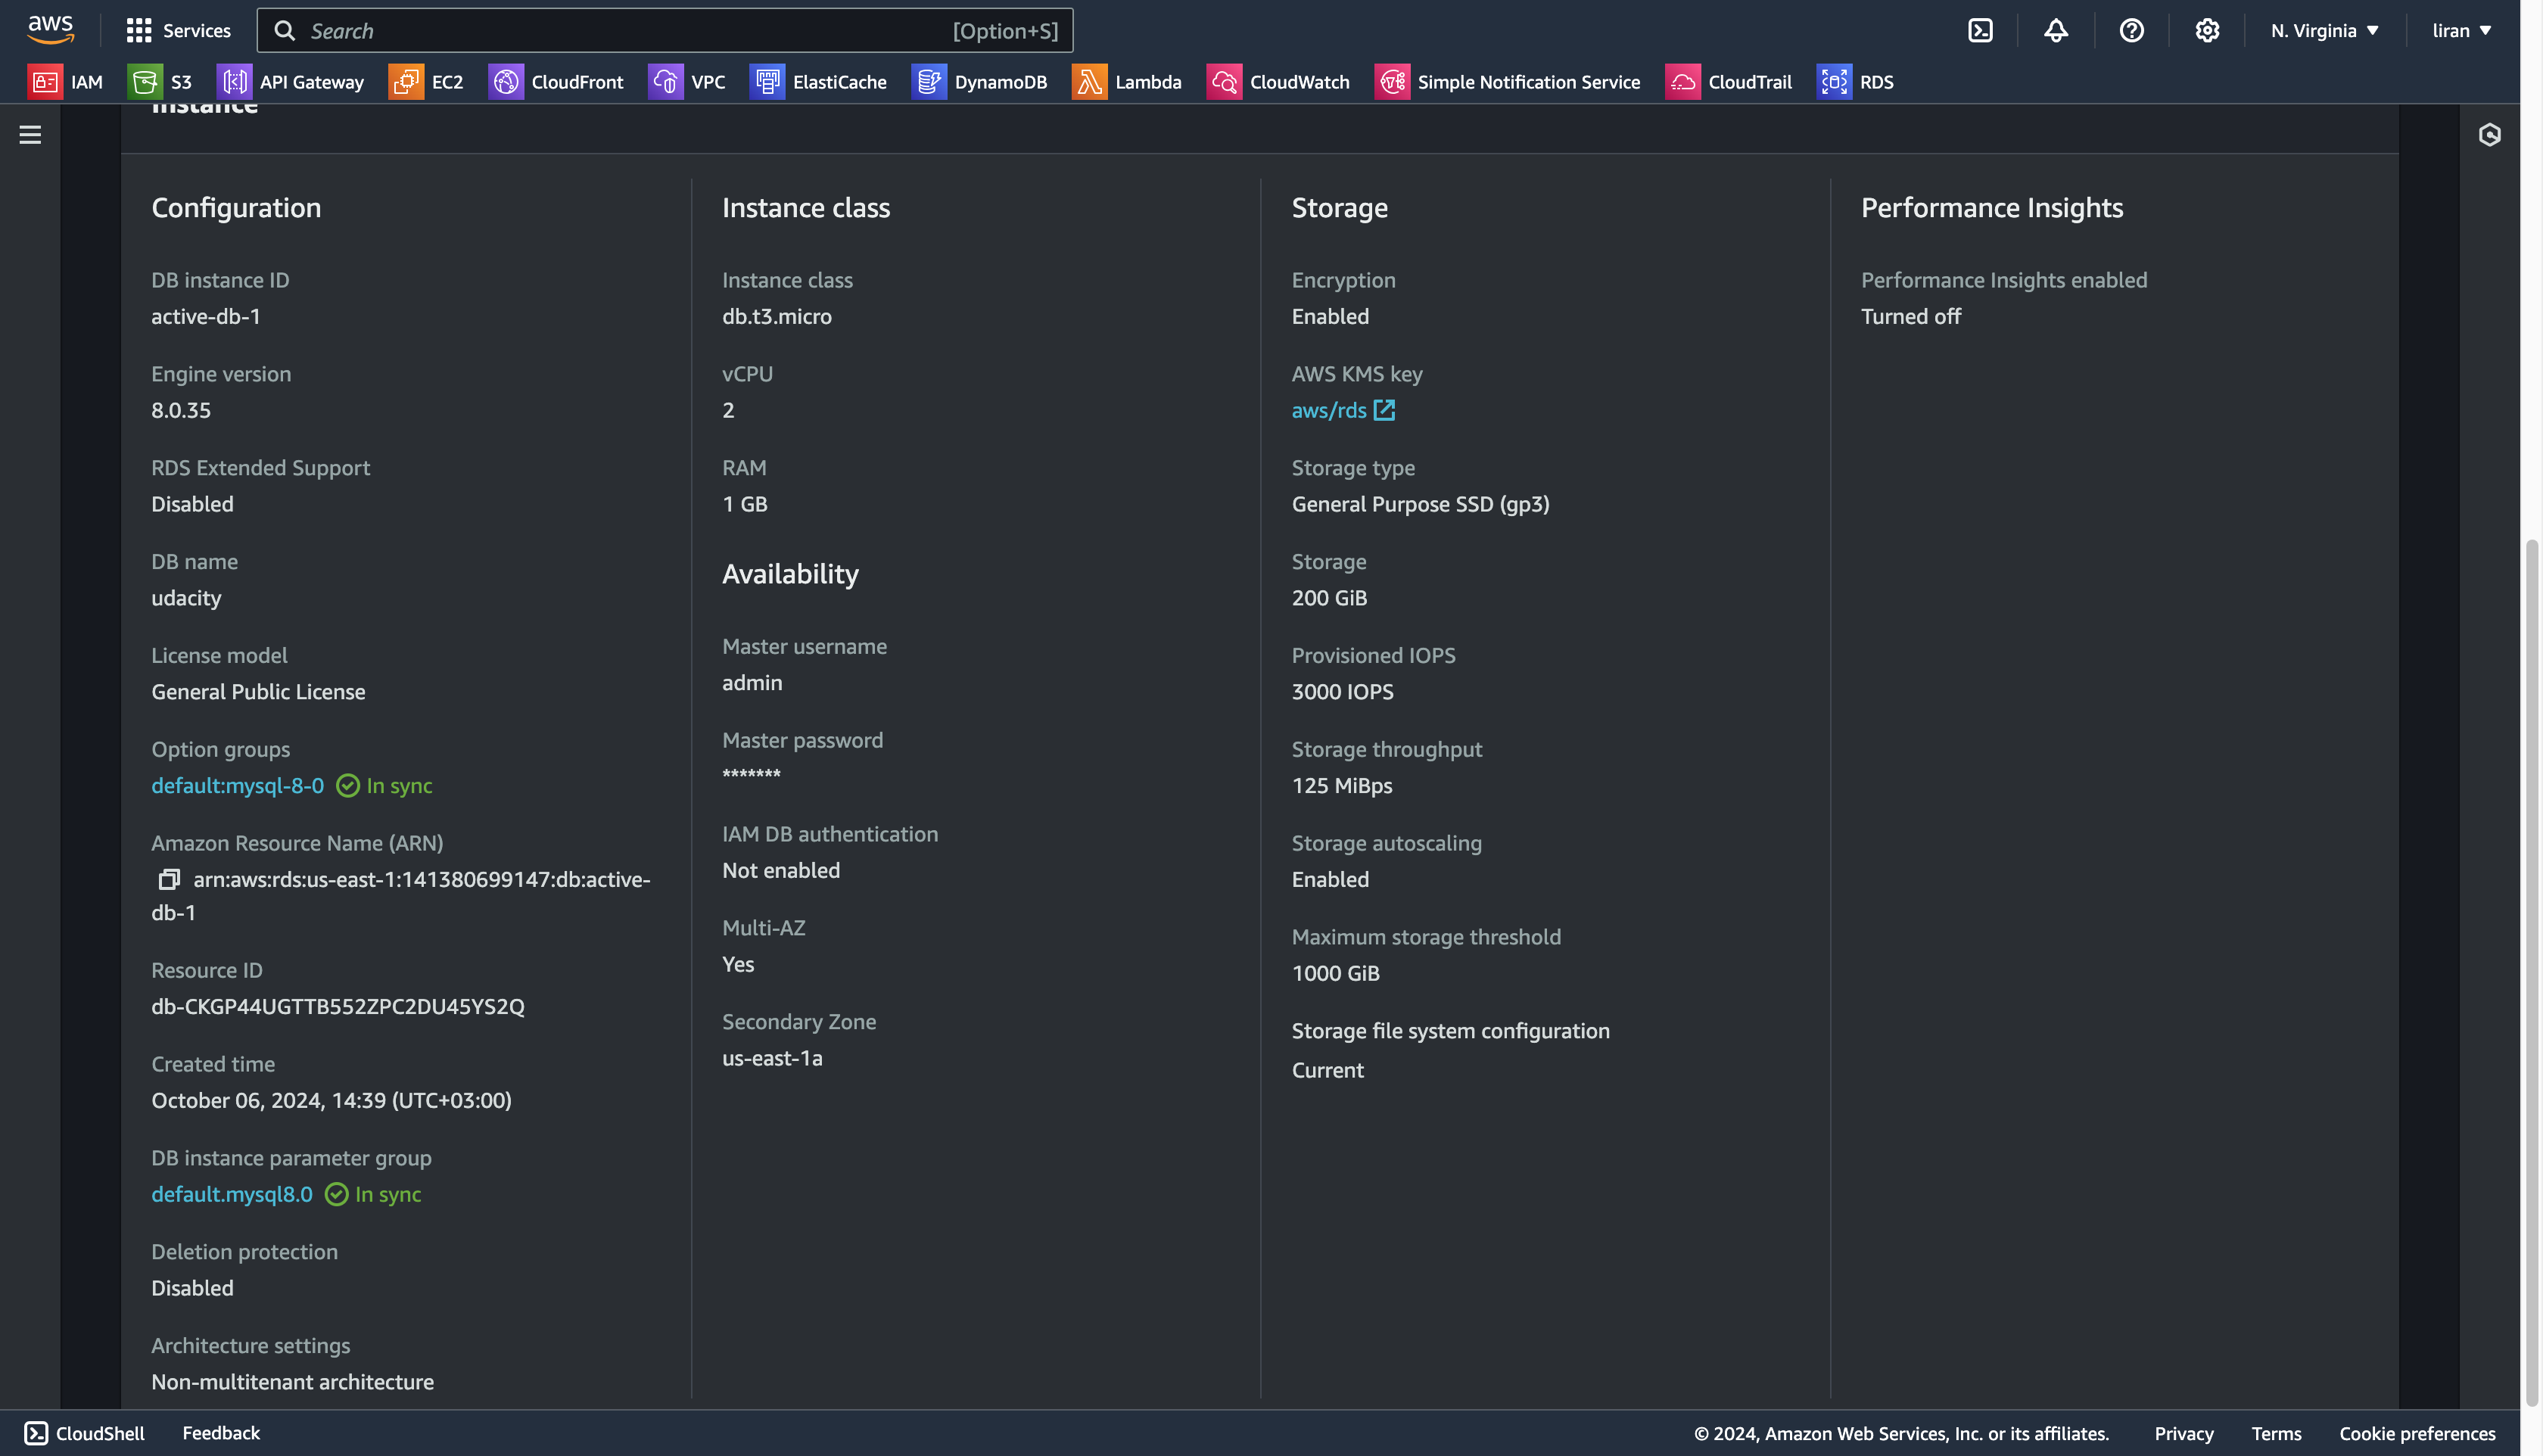 aws
Services
Search [Option+S]
N. Virginia
liran
IAM S3 API Gateway EC2 CloudFront VPC ElastiCache DynamoDB Lambda CloudWatch Simple Notification Service CloudTrail RDS
Instance
Configuration
DB instance ID
active-db-1
Engine version
8.0.35
RDS Extended Support
Disabled
DB name
udacity
License model
General Public License
Option groups
default:mysql-8-0 In sync
Amazon Resource Name (ARN)
arn:aws:rds:us-east-1:141380699147:db:active-
db-1
Resource ID
db-CKGP44UGTTB552ZPC2DU45YS2Q
Created time
October 06, 2024, 14:39 (UTC+03:00)
DB instance parameter group
default.mysql8.0 In sync
Deletion protection
Disabled
Architecture settings
Non-multitenant architecture
Instance class
Instance class
db.t3.micro
vCPU
2
RAM
1 GB
Availability
Master username
admin
Master password
*******
IAM DB authentication
Not enabled
Multi-AZ
Yes
Secondary Zone
us-east-1a
Storage
Encryption
Enabled
AWS KMS key
aws/rds
Storage type
General Purpose SSD (gp3)
Storage
200 GiB
Provisioned IOPS
3000 IOPS
Storage throughput
125 MiBps
Storage autoscaling
Enabled
Maximum storage threshold
1000 GiB
Storage file system configuration
Current
Performance Insights
Performance Insights enabled
Turned off
CloudShell Feedback
© 2024, Amazon Web Services, Inc. or its affiliates. Privacy Terms Cookie preferences